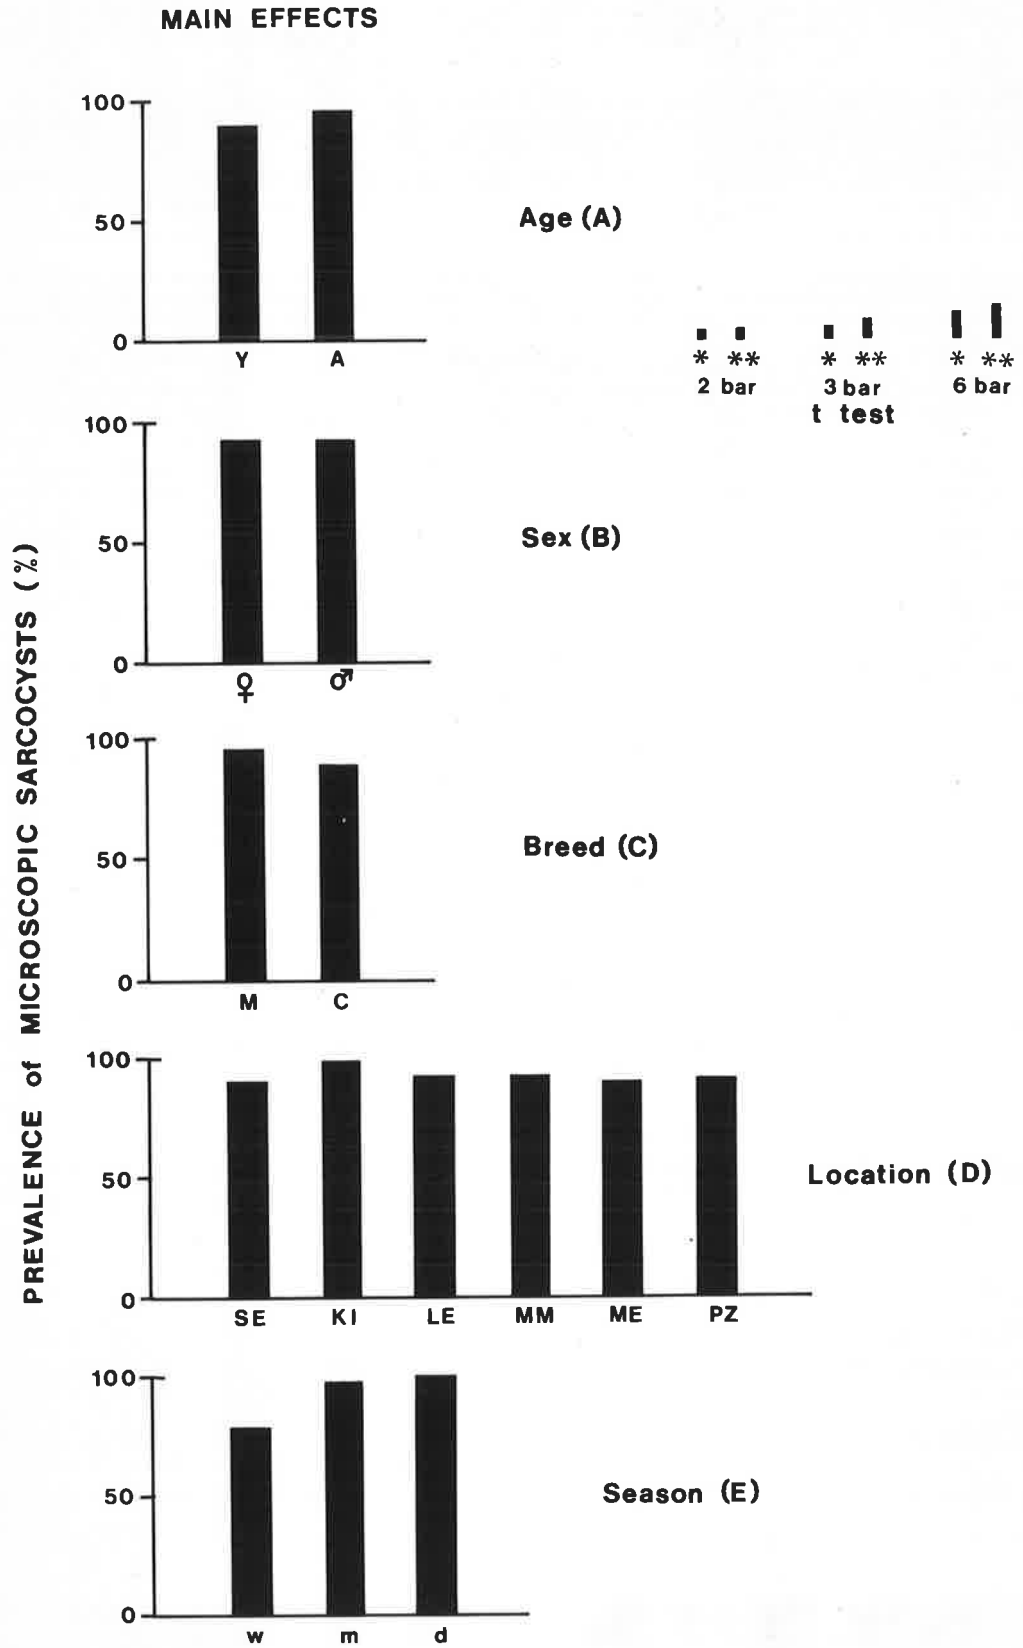 MAIN EFFECTS
100
50
0
Y A
Age (A)
* ** * ** * **
2 bar 3 bar 6 bar
t test
100
50
0
♀ ♂
Sex (B)
PREVALENCE of MICROSCOPIC SARCOCYSTS (%)
100
50
0
M C
Breed (C)
100
50
0
SE KI LE MM ME PZ
Location (D)
100
50
0
w m d
Season (E)